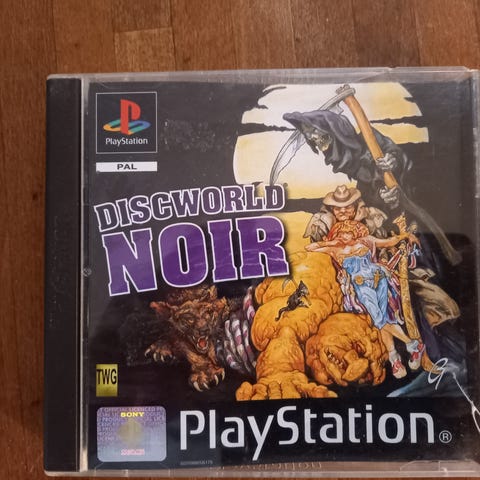 PlayStation
PAL
DISCWORLD
NOIR
TWG
SONY
PlayStation®